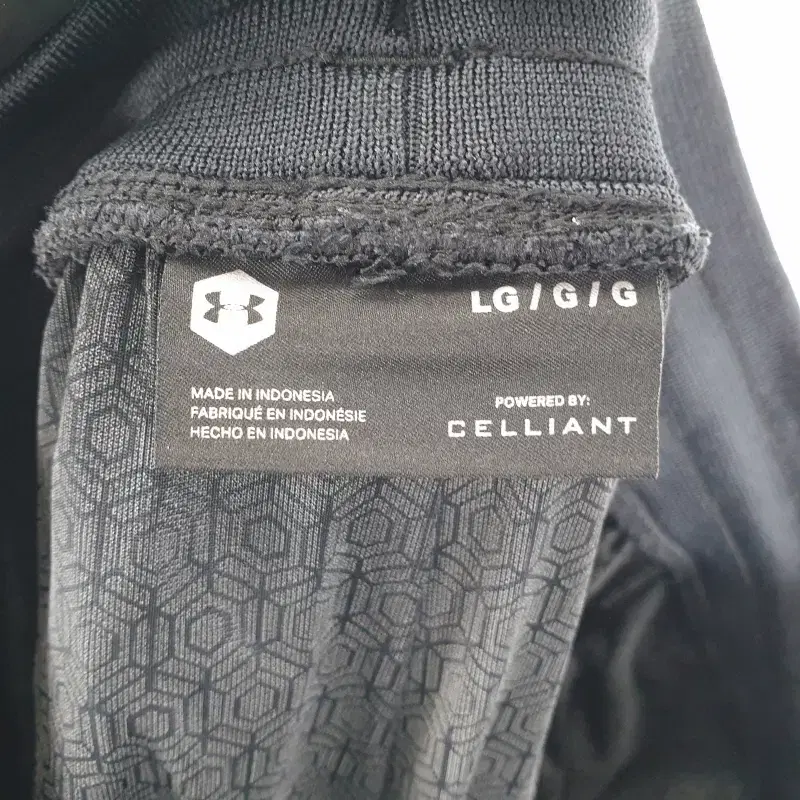 LG / G / G
MADE IN INDONESIA
FABRIQUÉ EN INDONÉSIE
HECHO EN INDONESIA
POWERED BY:
CELLIANT